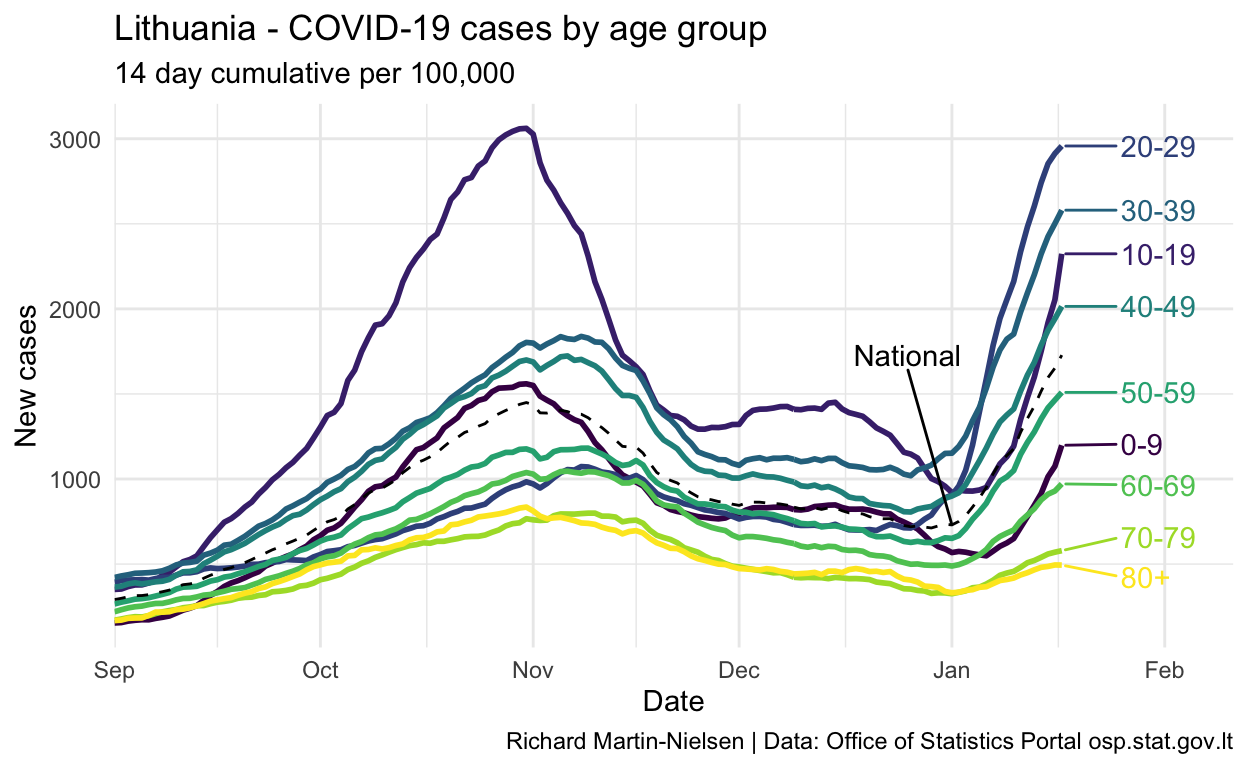 Lithuania - COVID-19 cases by age group
14 day cumulative per 100,000
New cases
3000
2000
1000
National
20-29
30-39
10-19
40-49
50-59
0-9
60-69
70-79
80+
Sep Oct Nov Dec Jan Feb
Date
Richard Martin-Nielsen | Data: Office of Statistics Portal osp.stat.gov.lt